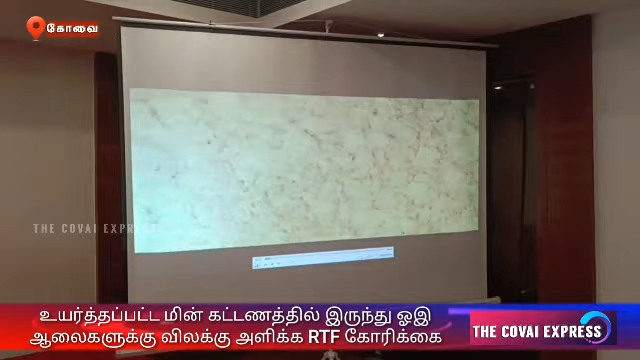 கோவை
THE COVAI EXPRESS
உயர்த்தப்பட்ட மின் கட்டணத்தில் இருந்து ஓஇ
ஆலைகளுக்கு விலக்கு அளிக்க RTF கோரிக்கை
THE COVAI EXPRESS